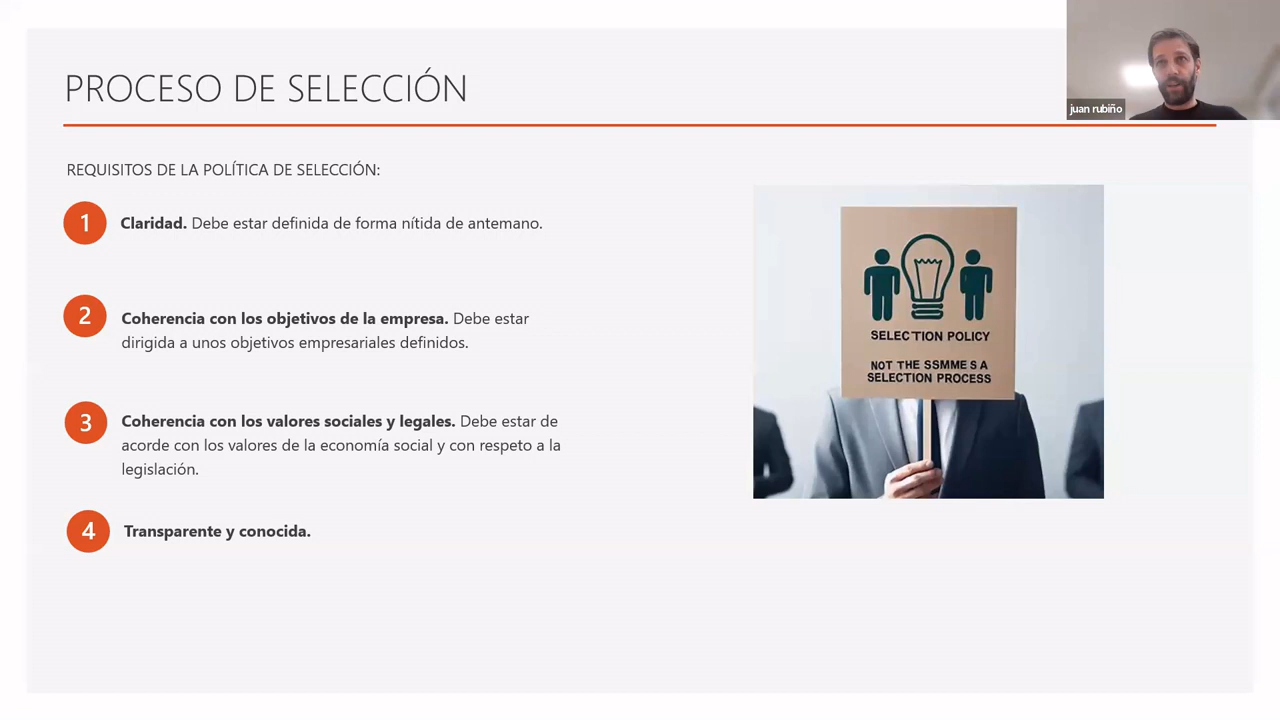 PROCESO DE SELECCIÓN
juan rubiño
REQUISITOS DE LA POLÍTICA DE SELECCIÓN:
1 Claridad. Debe estar definida de forma nítida de antemano.
2 Coherencia con los objetivos de la empresa. Debe estar
dirigida a unos objetivos empresariales definidos.
3 Coherencia con los valores sociales y legales. Debe estar de
acorde con los valores de la economía social y con respeto a la
legislación.
4 Transparente y conocida.
SELECTION POLICY
NOT THE SSMME S A
SELECTION PROCESS